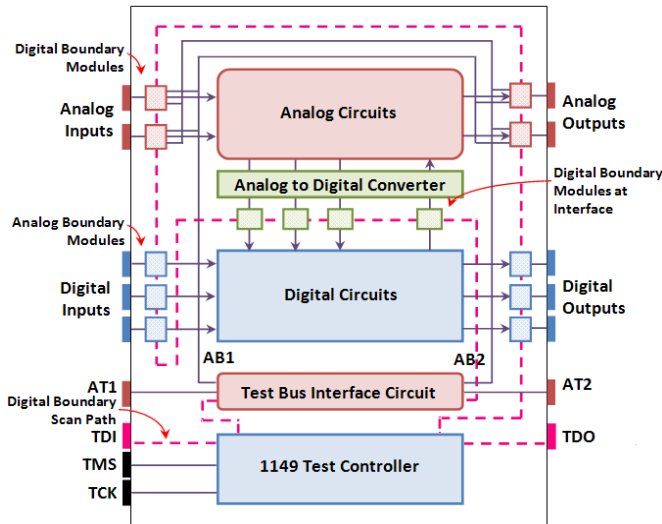 Digital Boundary
Modules
Analog
Inputs
Analog Circuits
Analog
Outputs
Analog to Digital Converter
Digital Boundary
Modules at
Interface
Analog Boundary
Modules
Digital
Inputs
Digital Circuits
Digital
Outputs
AB1
AB2
AT1
Test Bus Interface Circuit
AT2
Digital Boundary
Scan Path
TDI
TDO
1149 Test Controller
TMS
TCK